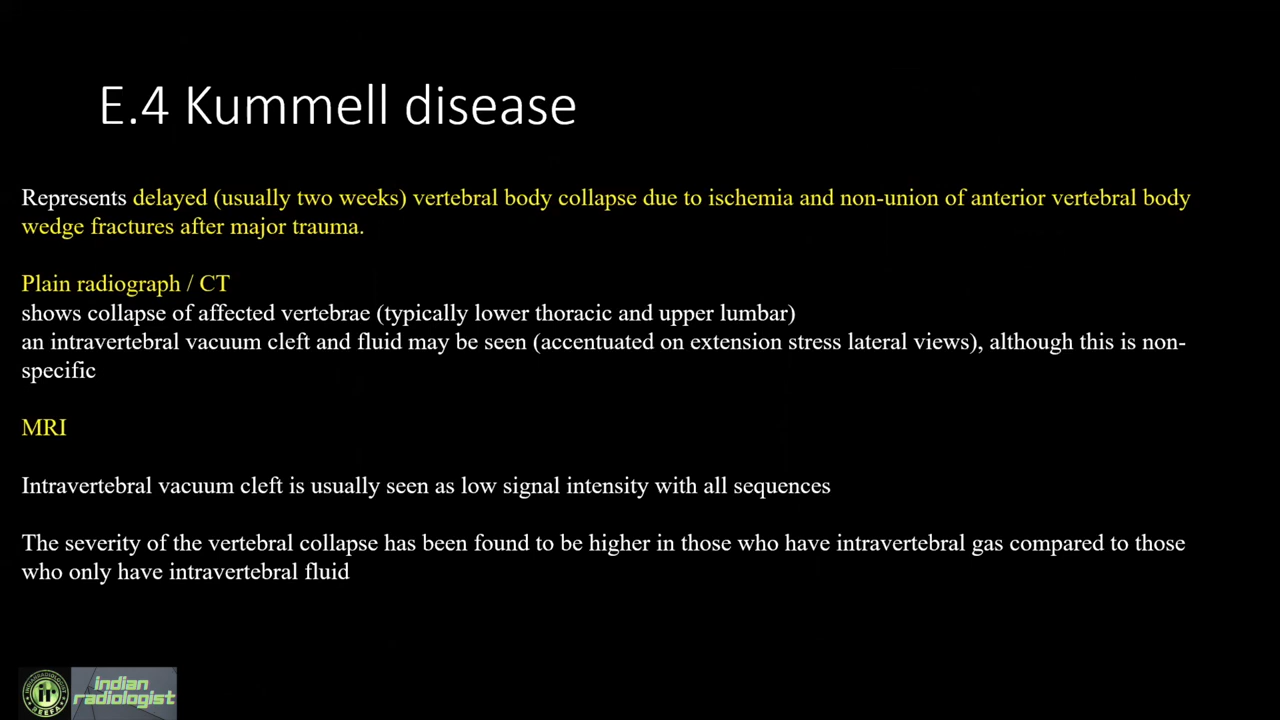 E.4 Kummell disease
Represents delayed (usually two weeks) vertebral body collapse due to ischemia and non-union of anterior vertebral body
wedge fractures after major trauma.
Plain radiograph / CT
shows collapse of affected vertebrae (typically lower thoracic and upper lumbar)
an intravertebral vacuum cleft and fluid may be seen (accentuated on extension stress lateral views), although this is non-
specific
MRI
Intravertebral vacuum cleft is usually seen as low signal intensity with all sequences
The severity of the vertebral collapse has been found to be higher in those who have intravertebral gas compared to those
who only have intravertebral fluid
ir
indian
radiologist